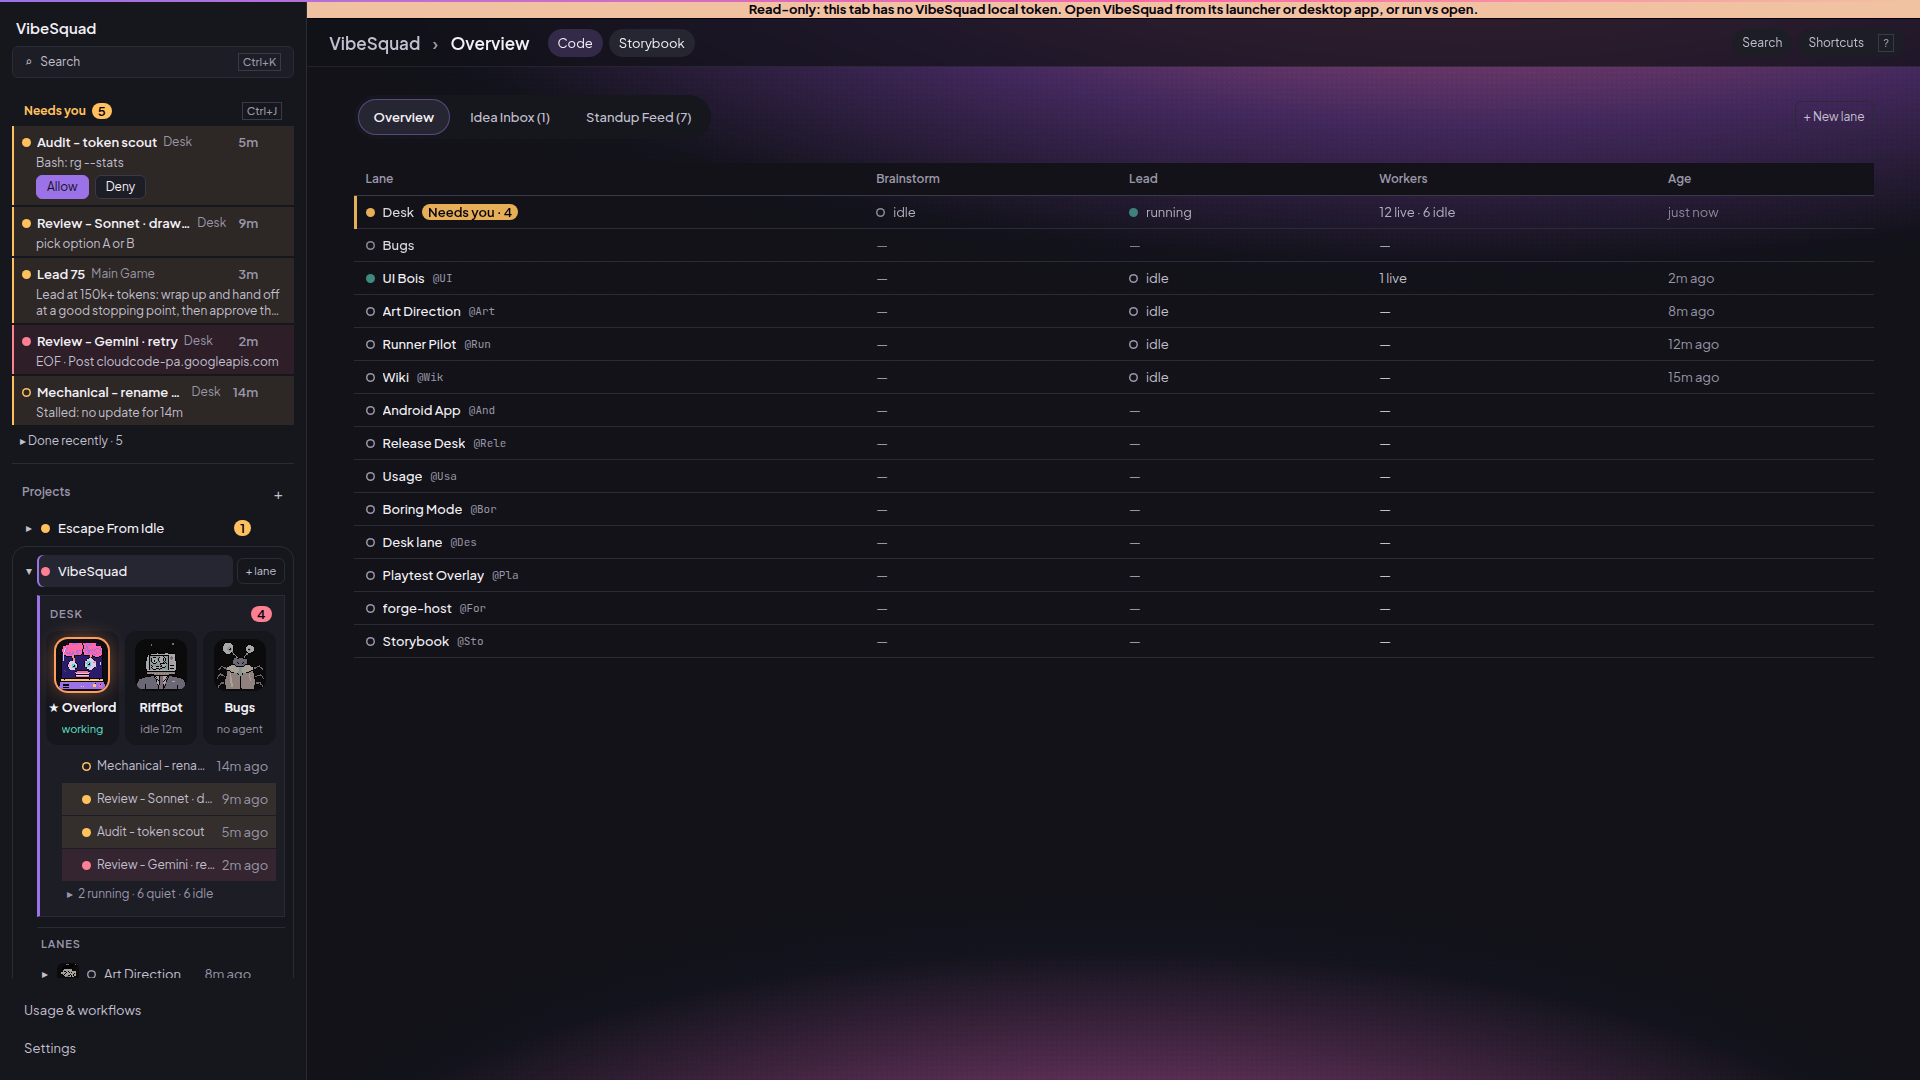 Read-only: this tab has no VibeSquad local token. Open VibeSquad from its launcher or desktop app, or run vs open.
VibeSquad
Search Ctrl+K
Needs you 5 Ctrl+J
Audit - token scout Desk 5m
Bash: rg --stats
Allow Deny
Review - Sonnet · draw... Desk 9m
pick option A or B
Lead 75 Main Game 3m
Lead at 150k+ tokens: wrap up and hand off
at a good stopping point, then approve th...
Review - Gemini · retry Desk 2m
EOF · Post cloudcode-pa.googleapis.com
Mechanical - rename ... Desk 14m
Stalled: no update for 14m
▸ Done recently · 5
Projects +
▸ Escape From Idle 1
▾ VibeSquad + lane
DESK 4
★ Overlord RiffBot Bugs
working idle 12m no agent
Mechanical - rena... 14m ago
Review - Sonnet · d... 9m ago
Audit - token scout 5m ago
Review - Gemini · re... 2m ago
▸ 2 running · 6 quiet · 6 idle
LANES
▸ Art Direction 8m ago
Usage & workflows
Settings
VibeSquad › Overview Code Storybook Search Shortcuts ?
Overview Idea Inbox (1) Standup Feed (7) + New lane
Lane Brainstorm Lead Workers Age
Desk Needs you · 4 idle running 12 live · 6 idle just now
Bugs — — —
UI Bois @UI — idle 1 live 2m ago
Art Direction @Art — idle — 8m ago
Runner Pilot @Run — idle — 12m ago
Wiki @Wik — idle — 15m ago
Android App @And — — —
Release Desk @Rele — — —
Usage @Usa — — —
Boring Mode @Bor — — —
Desk lane @Des — — —
Playtest Overlay @Pla — — —
forge-host @For — — —
Storybook @Sto — — —